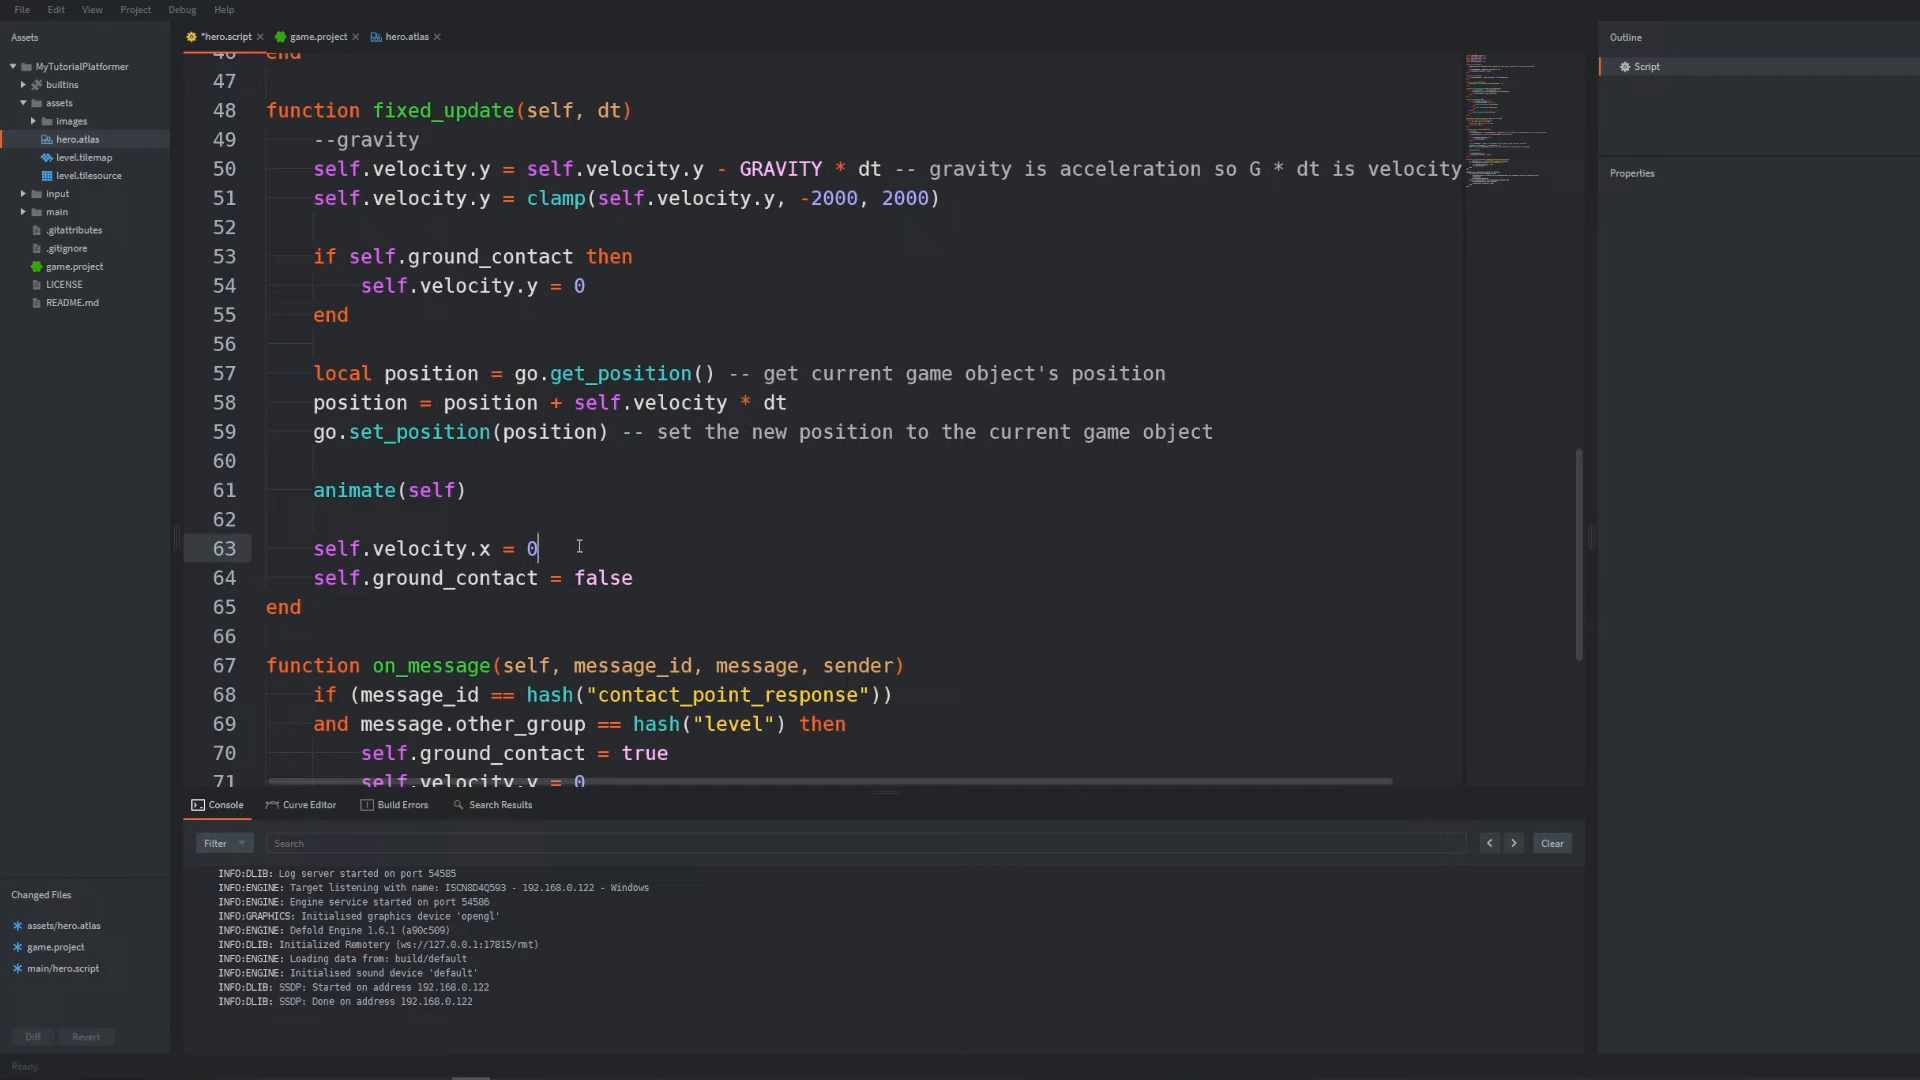 File Edit View Project Debug Help
Assets
MyTutorialPlatformer
builtins
assets
images
hero.atlas
level.tilemap
level.tilesource
input
main
.gitattributes
.gitignore
game.project
LICENSE
README.md
Changed Files
assets/hero.atlas
game.project
main/hero.script
Diff Revert
Ready
*hero.script game.project hero.atlas
46 end
47
48 function fixed_update(self, dt)
49 --gravity
50 self.velocity.y = self.velocity.y - GRAVITY * dt -- gravity is acceleration so G * dt is velocity
51 self.velocity.y = clamp(self.velocity.y, -2000, 2000)
52
53 if self.ground_contact then
54 self.velocity.y = 0
55 end
56
57 local position = go.get_position() -- get current game object's position
58 position = position + self.velocity * dt
59 go.set_position(position) -- set the new position to the current game object
60
61 animate(self)
62
63 self.velocity.x = 0
64 self.ground_contact = false
65 end
66
67 function on_message(self, message_id, message, sender)
68 if (message_id == hash("contact_point_response"))
69 and message.other_group == hash("level") then
70 self.ground_contact = true
71 self.velocity.y = 0
Console Curve Editor Build Errors Search Results
Filter Search Clear
INFO:DLIB: Log server started on port 54585
INFO:ENGINE: Target listening with name: ISCN8D4Q593 - 192.168.0.122 - Windows
INFO:ENGINE: Engine service started on port 54586
INFO:GRAPHICS: Initialised graphics device 'opengl'
INFO:ENGINE: Defold Engine 1.6.1 (a90c509)
INFO:DLIB: Initialized Remotery (ws://127.0.0.1:17815/rmt)
INFO:ENGINE: Loading data from: build/default
INFO:ENGINE: Initialised sound device 'default'
INFO:DLIB: SSDP: Started on address 192.168.0.122
INFO:DLIB: SSDP: Done on address 192.168.0.122
Outline
Script
Properties